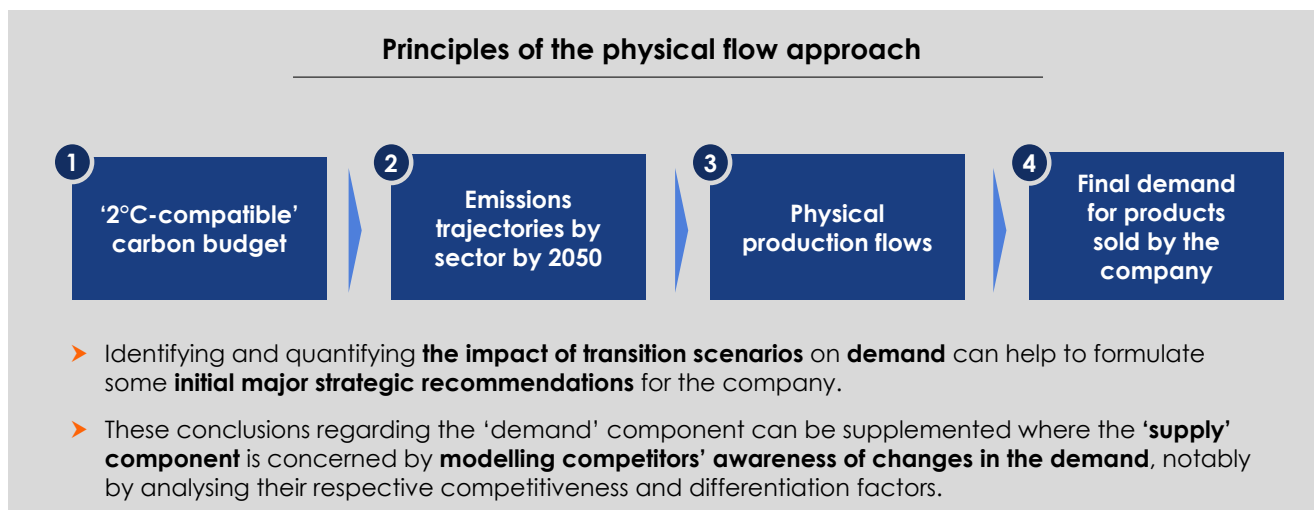 Principles of the physical flow approach
1
‘2°C-compatible’
carbon budget
2
Emissions
trajectories by
sector by 2050
3
Physical
production flows
4
Final demand
for products
sold by the
company
Identifying and quantifying the impact of transition scenarios on demand can help to formulate
some initial major strategic recommendations for the company.
These conclusions regarding the ‘demand’ component can be supplemented where the ‘supply’
component is concerned by modelling competitors’ awareness of changes in the demand, notably
by analysing their respective competitiveness and differentiation factors.